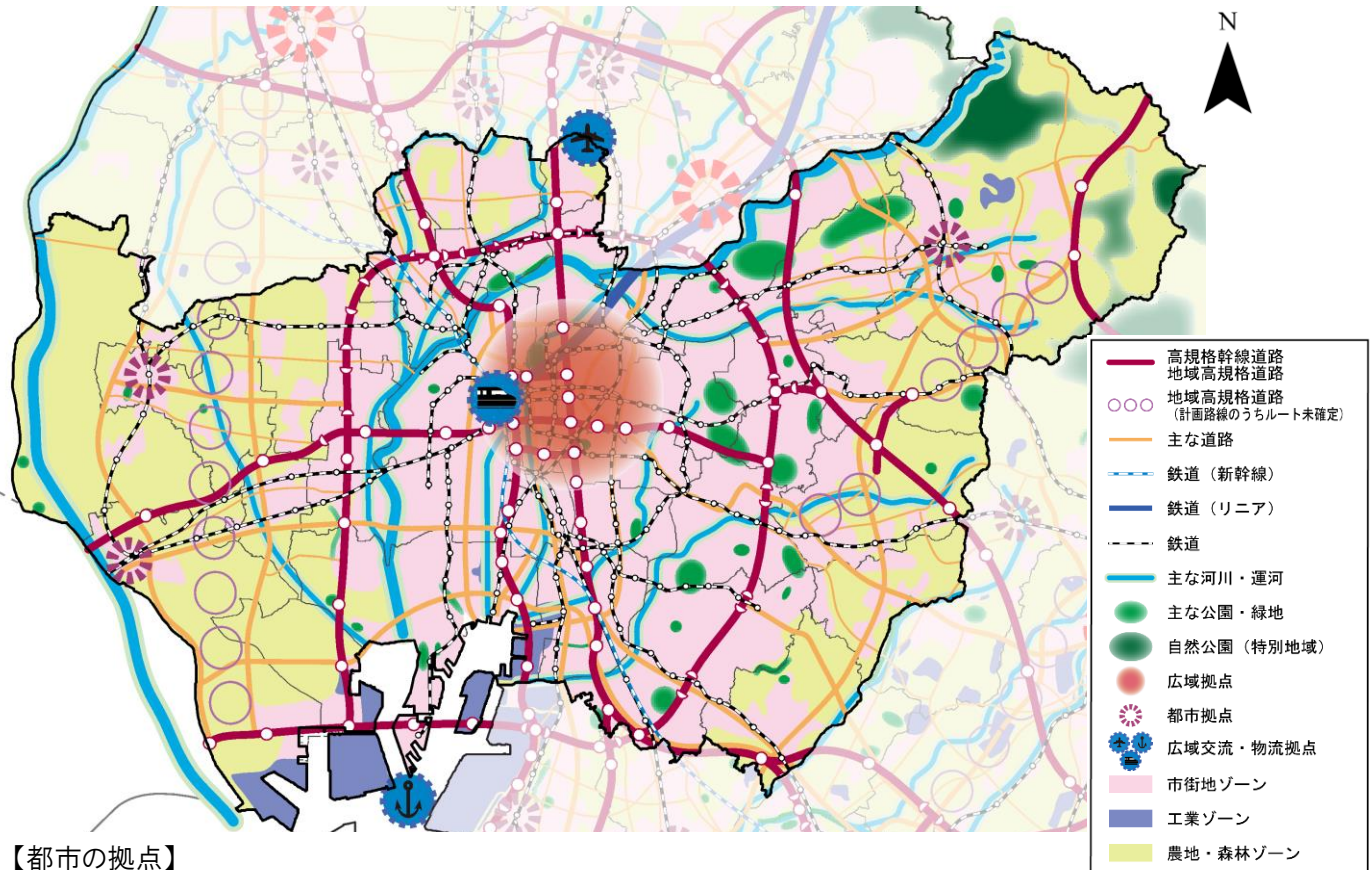 N
高規格幹線道路
地域高規格道路
地域高規格道路
（計画路線のうちルート未確定）
主な道路
鉄道（新幹線）
鉄道（リニア）
鉄道
主な河川・運河
主な公園・緑地
自然公園（特別地域）
広域拠点
都市拠点
広域交流・物流拠点
市街地ゾーン
工業ゾーン
農地・森林ゾーン
【都市の拠点】